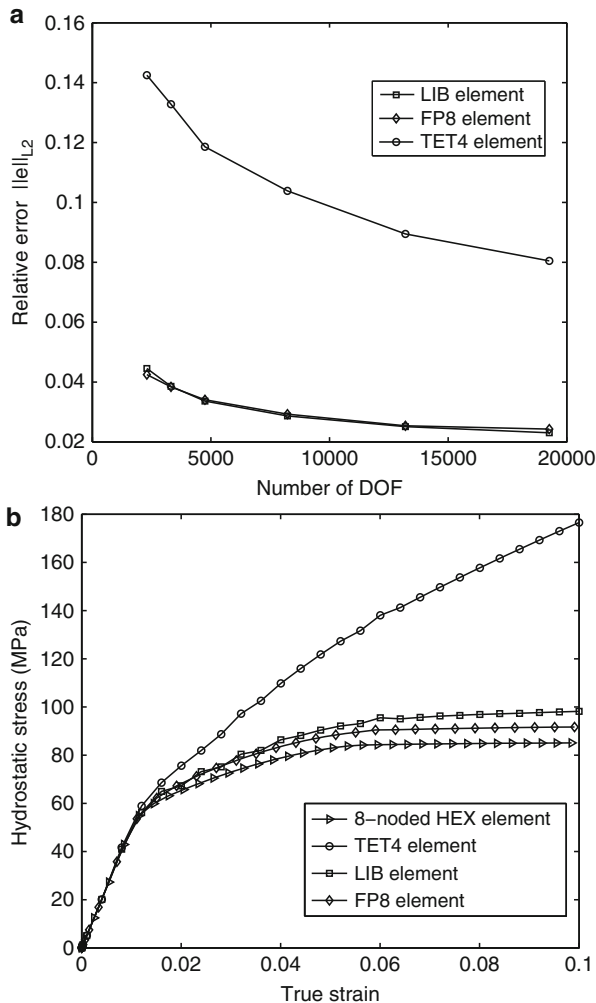 a
0.16
0.14
0.12
0.1
0.08
0.06
0.04
0.02
Relative error ||e||L2
LIB element
FP8 element
TET4 element
0 5000 10000 15000 20000
Number of DOF
b
180
160
140
120
100
80
60
40
20
0
Hydrostatic stress (MPa)
8−noded HEX element
TET4 element
LIB element
FP8 element
0 0.02 0.04 0.06 0.08 0.1
True strain